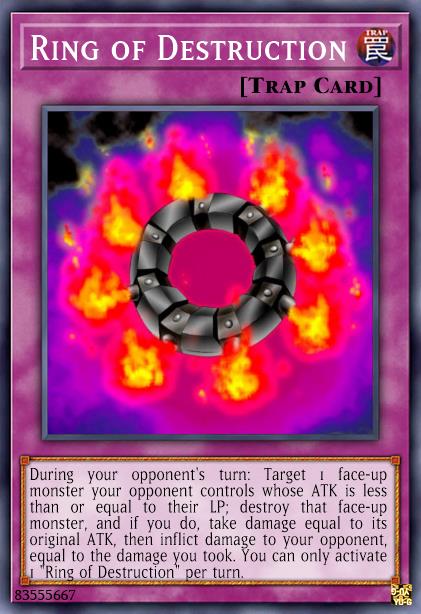 RING OF DESTRUCTION
TRAP
罠
[TRAP CARD]
During your opponent's turn: Target 1 face-up
monster your opponent controls whose ATK is less
than or equal to their LP; destroy that face-up
monster, and if you do, take damage equal to its
original ATK, then inflict damage to your opponent,
equal to the damage you took. You can only activate
1 "Ring of Destruction" per turn.
83555667